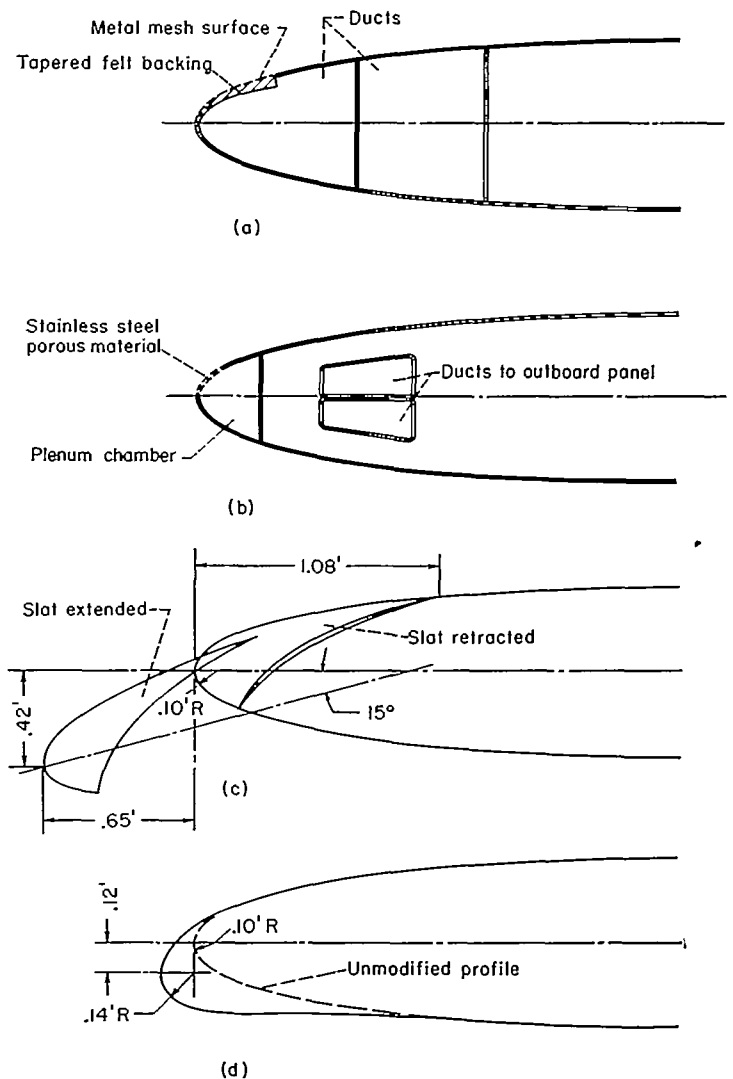 Metal mesh surface
Ducts
Tapered felt backing
(a)
Stainless steel
porous material
Ducts to outboard panel
Plenum chamber
(b)
1.08'
Slat extended
Slat retracted
.10'R
.42'
15°
(c)
.65'
.12'
.10'R
Unmodified profile
.14'R
(d)